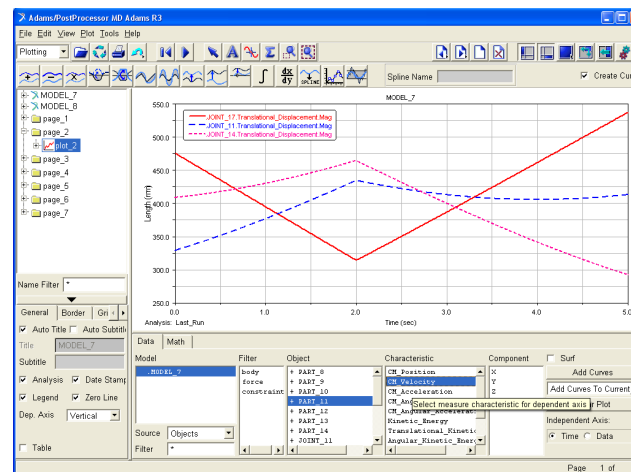 Adams/PostProcessor MD Adams R3
File Edit View Plot Tools Help
Plotting
Spline Name
Create Cur
MODEL_7
MODEL_8
page_1
page_2
plot_2
page_3
page_4
page_5
page_6
page_7
Name Filter *
General Border Gri
Auto Title Auto Subtitl
Title MODEL_7
Subtitle
Analysis Date Stamp
Legend Zero Line
Dep. Axis Vertical
Table
MODEL_7
JOINT_17.Translational_Displacement.Mag
JOINT_11.Translational_Displacement.Mag
JOINT_14.Translational_Displacement.Mag
Length (mm)
550.0
500.0
450.0
400.0
350.0
300.0
250.0
0.0 1.0 2.0 3.0 4.0 5.0
Analysis: Last_Run Time (sec)
Data Math
Model Filter Object Characteristic Component
.MODEL_7
Source Objects
Filter *
body
force
constraint
+ PART_8
+ PART_9
+ PART_10
+ PART_11
+ PART_12
+ PART_13
+ PART_14
+ JOINT_11
CM_Position
CM_Velocity
CM_Acceleration
CM_Ang
Select measure characteristic for dependent axis
CM_Angular_Accelerat
Kinetic_Energy
Translational_Kinetic
Angular_Kinetic_Energ
X
Y
Z
Surf
Add Curves
Add Curves To Current
r Plot
Independent Axis:
Time Data
Page 1 of